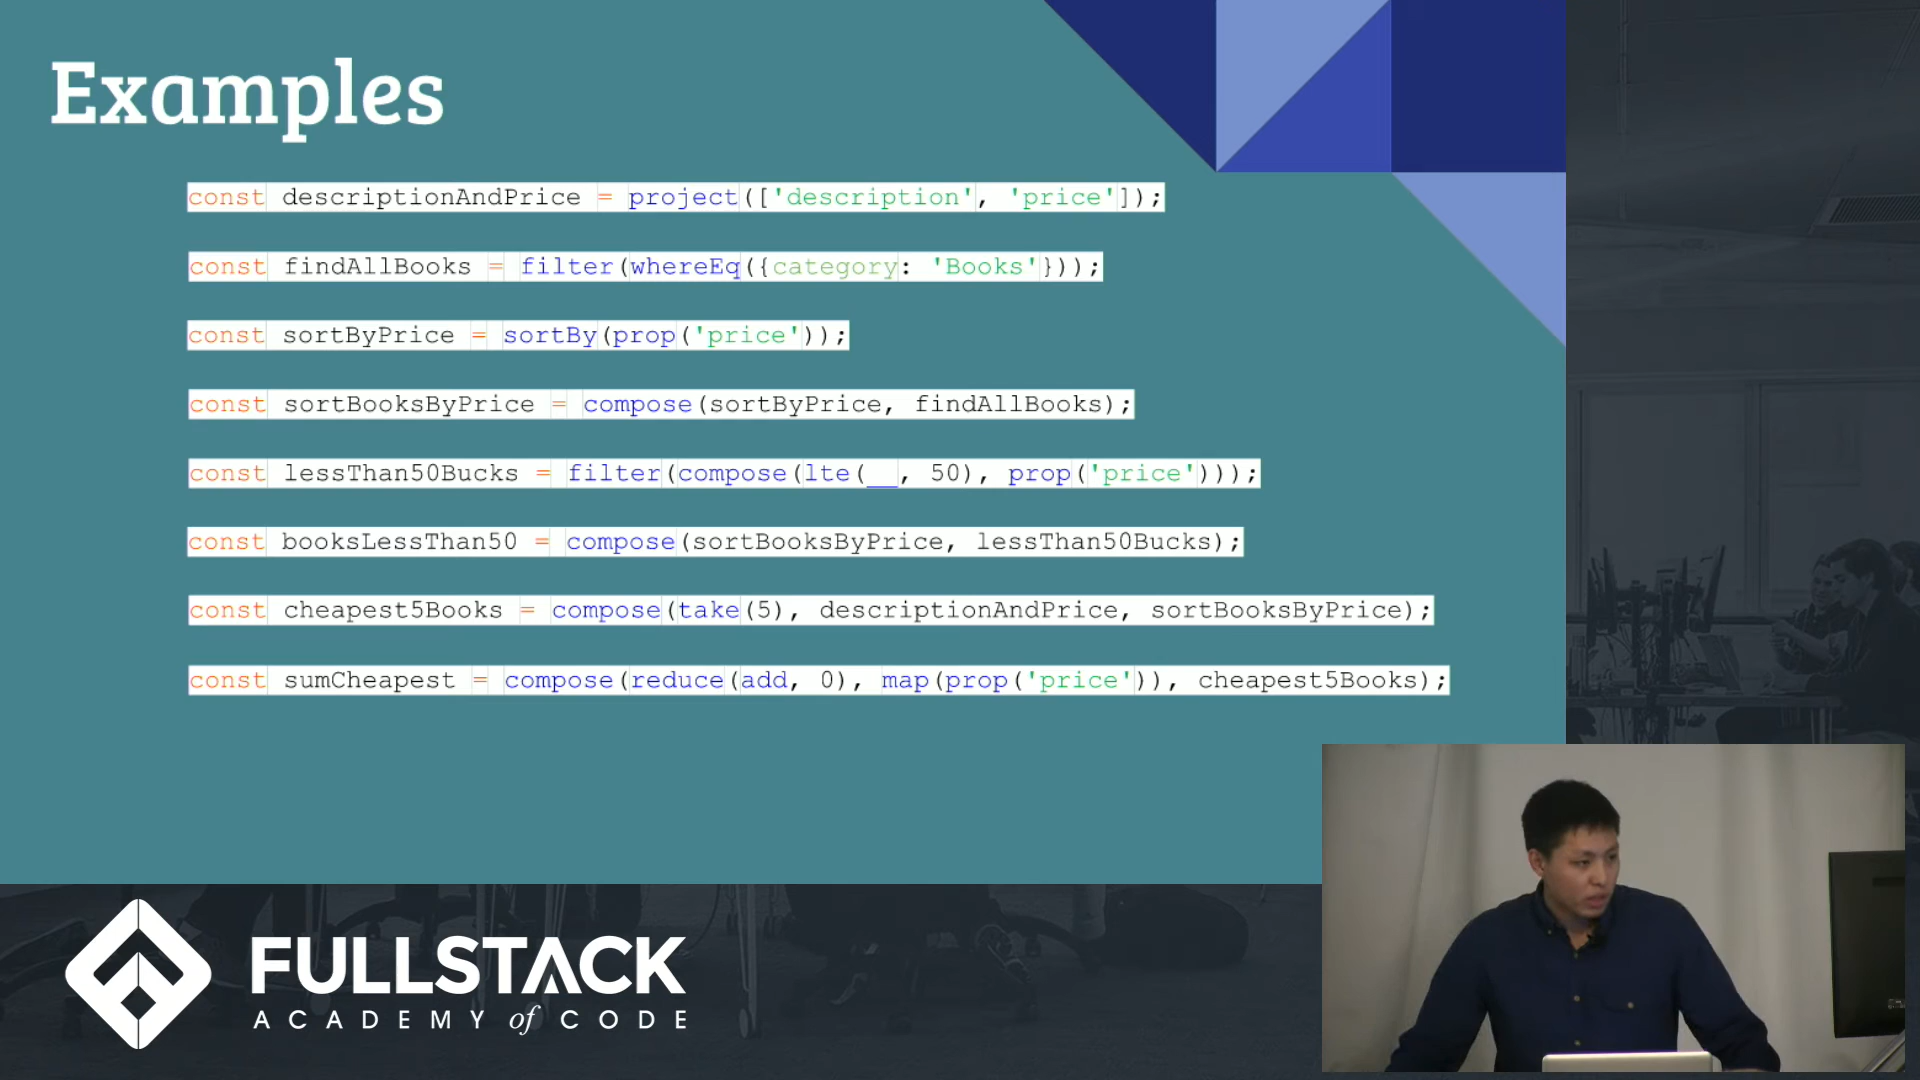 Examples
const descriptionAndPrice = project(['description', 'price']);
const findAllBooks = filter(whereEq({category: 'Books'}));
const sortByPrice = sortBy(prop('price'));
const sortBooksByPrice = compose(sortByPrice, findAllBooks);
const lessThan50Bucks = filter(compose(lte(__, 50), prop('price')));
const booksLessThan50 = compose(sortBooksByPrice, lessThan50Bucks);
const cheapest5Books = compose(take(5), descriptionAndPrice, sortBooksByPrice);
const sumCheapest = compose(reduce(add, 0), map(prop('price')), cheapest5Books);
FULLSTACK
ACADEMY of CODE